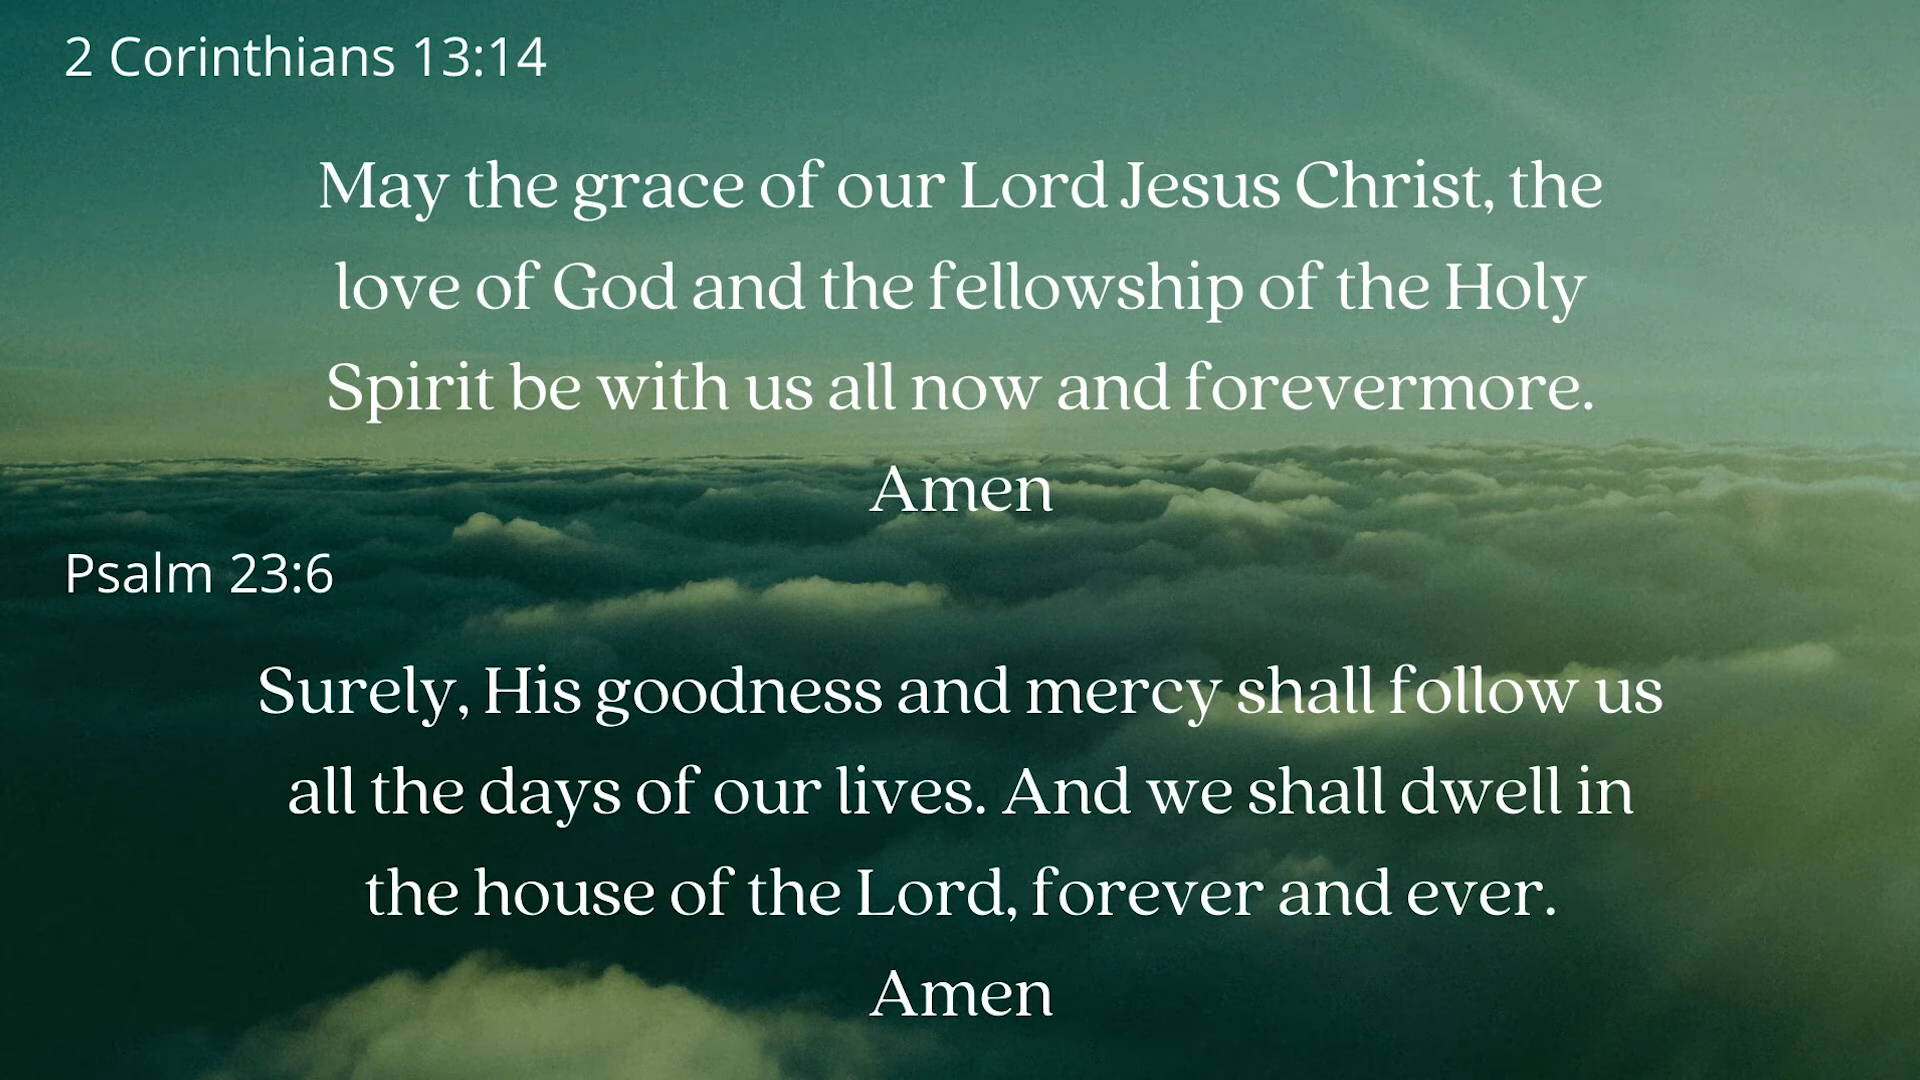 2 Corinthians 13:14
May the grace of our Lord Jesus Christ, the
love of God and the fellowship of the Holy
Spirit be with us all now and forevermore.
Amen
Psalm 23:6
Surely, His goodness and mercy shall follow us
all the days of our lives. And we shall dwell in
the house of the Lord, forever and ever.
Amen